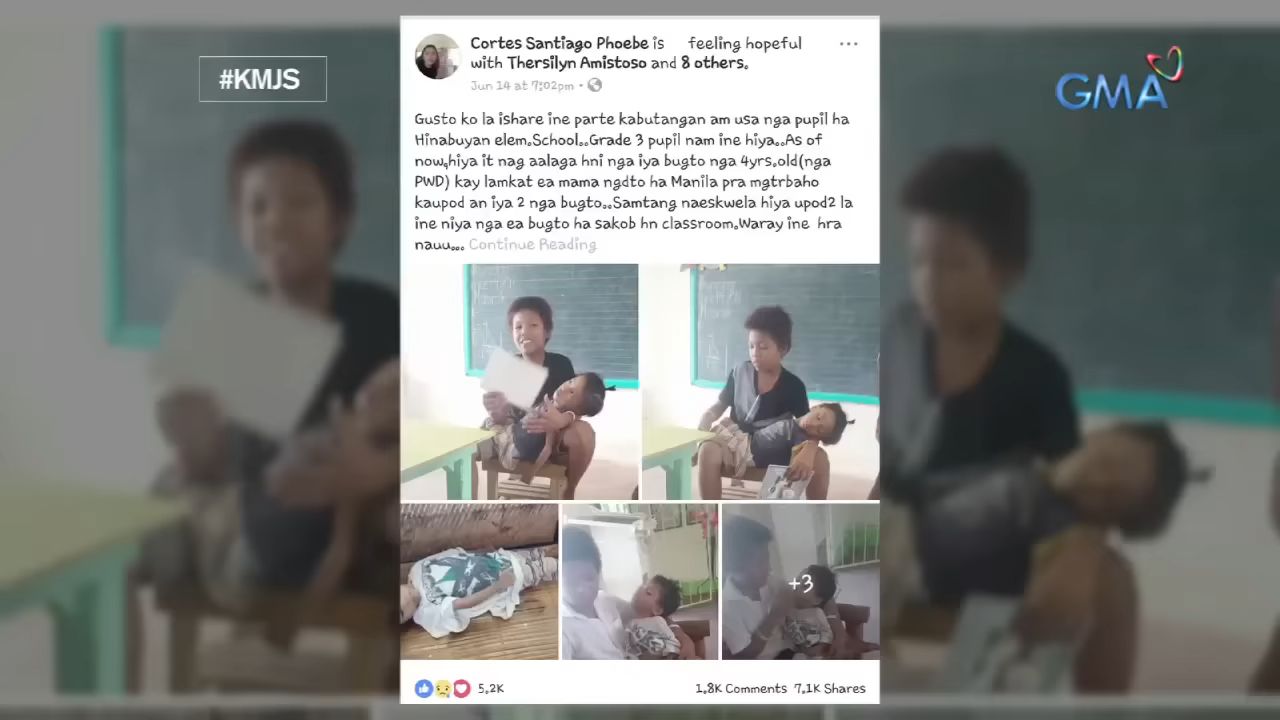 #KMJS
GMA
Cortes Santiago Phoebe is feeling hopeful
with Thersilyn Amistoso and 8 others.
Jun 14 at 7:02pm •
Gusto ko la ishare ine parte kabutangan am usa nga pupil ha
Hinabuyan elem.School..Grade 3 pupil nam ine hiya..As of
now,hiya it nag aalaga hni nga iya bugto nga 4yrs.old(nga
PWD) kay lamkat ea mama ngdto ha Manila pra mgtrbaho
kaupod an iya 2 nga bugto..Samtang naeskwela hiya upod2 la
ine niya nga ea bugto ha sakob hn classroom.Waray ine hra
nauu... Continue Reading
+3
5.2K
1.8K Comments 7.1K Shares